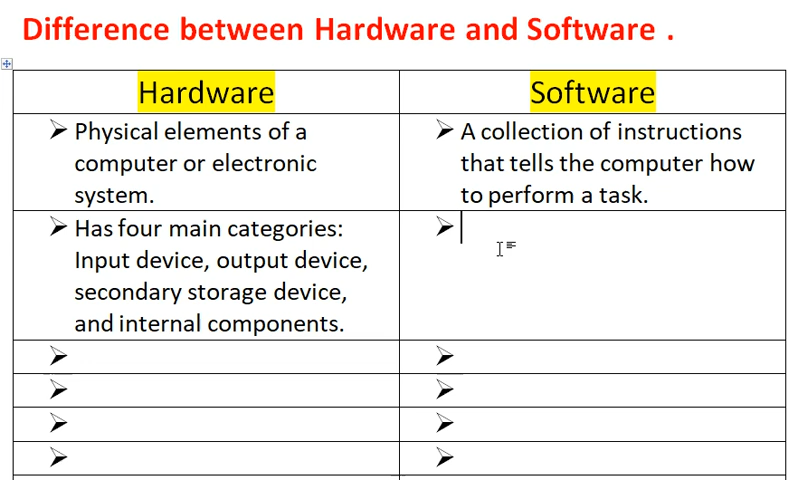 Difference between Hardware and Software .
Hardware
Software
Physical elements of a
computer or electronic
system.
A collection of instructions
that tells the computer how
to perform a task.
Has four main categories:
Input device, output device,
secondary storage device,
and internal components.